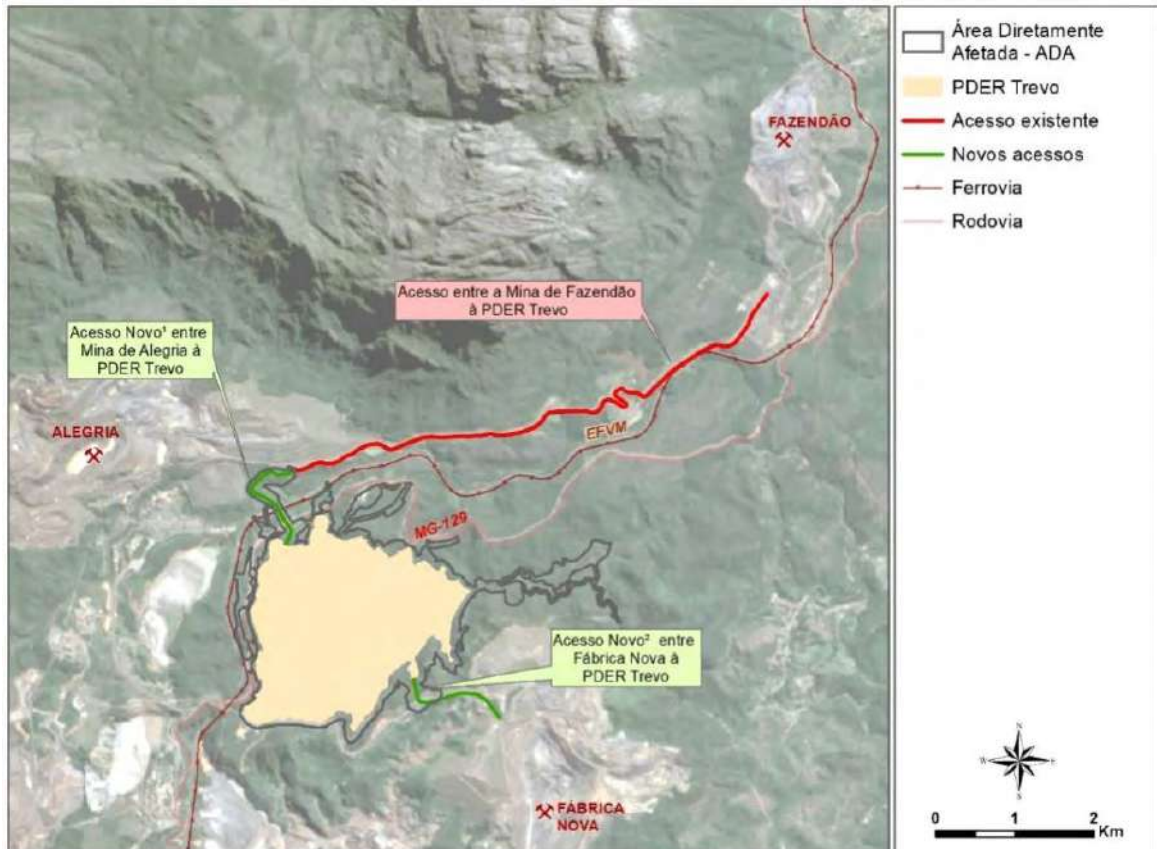 FAZENDÃO
Acesso entre a Mina de Fazendão
à PDER Trevo
Acesso Novo¹ entre
Mina de Alegria à
PDER Trevo
ALEGRIA
EFVM
MG-129
Acesso Novo² entre
Fábrica Nova à
PDER Trevo
FÁBRICA
NOVA
Área Diretamente
Afetada - ADA
PDER Trevo
Acesso existente
Novos acessos
Ferrovia
Rodovia
N
W E
S
0 1 2
Km